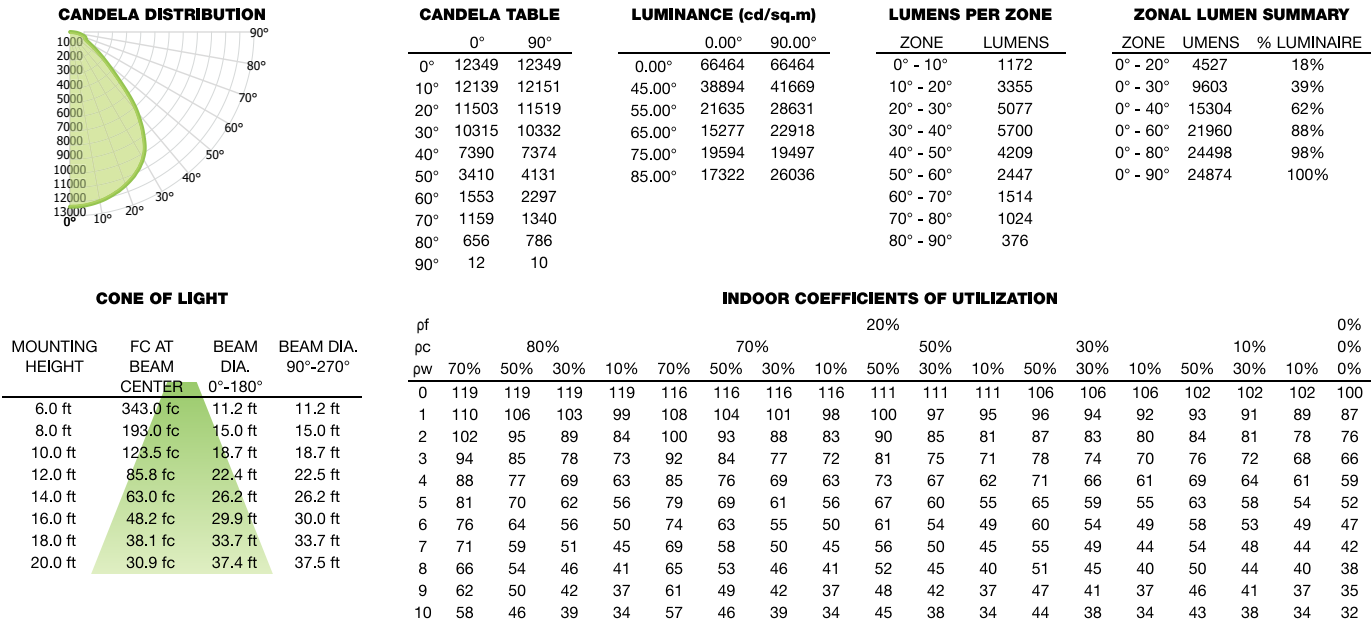 CANDELA DISTRIBUTION
90°
1000
2000
3000
4000
5000
6000
7000
8000
9000
10000
11000
12000
13000
80°
70°
60°
50°
40°
30°
20°
10°
0°
CANDELA TABLE
0° 90°
0° 12349 12349
10° 12139 12151
20° 11503 11519
30° 10315 10332
40° 7390 7374
50° 3410 4131
60° 1553 2297
70° 1159 1340
80° 656 786
90° 12 10
LUMINANCE (cd/sq.m)
0.00° 90.00°
0.00° 66464 66464
45.00° 38894 41669
55.00° 21635 28631
65.00° 15277 22918
75.00° 19594 19497
85.00° 17322 26036
LUMENS PER ZONE
ZONE LUMENS
0° - 10° 1172
10° - 20° 3355
20° - 30° 5077
30° - 40° 5700
40° - 50° 4209
50° - 60° 2447
60° - 70° 1514
70° - 80° 1024
80° - 90° 376
ZONAL LUMEN SUMMARY
ZONE UMENS % LUMINAIRE
0° - 20° 4527 18%
0° - 30° 9603 39%
0° - 40° 15304 62%
0° - 60° 21960 88%
0° - 80° 24498 98%
0° - 90° 24874 100%
CONE OF LIGHT
MOUNTING FC AT BEAM BEAM DIA.
HEIGHT BEAM DIA. 90°-270°
CENTER 0°-180°
6.0 ft 343.0 fc 11.2 ft 11.2 ft
8.0 ft 193.0 fc 15.0 ft 15.0 ft
10.0 ft 123.5 fc 18.7 ft 18.7 ft
12.0 ft 85.8 fc 22.4 ft 22.5 ft
14.0 ft 63.0 fc 26.2 ft 26.2 ft
16.0 ft 48.2 fc 29.9 ft 30.0 ft
18.0 ft 38.1 fc 33.7 ft 33.7 ft
20.0 ft 30.9 fc 37.4 ft 37.5 ft
INDOOR COEFFICIENTS OF UTILIZATION
ρf 20% 0%
ρc 80% 70% 50% 30% 10% 0%
ρw 70% 50% 30% 10% 70% 50% 30% 10% 50% 30% 10% 50% 30% 10% 50% 30% 10% 0%
0 119 119 119 119 116 116 116 116 111 111 111 106 106 106 102 102 102 100
1 110 106 103 99 108 104 101 98 100 97 95 96 94 92 93 91 89 87
2 102 95 89 84 100 93 88 83 90 85 81 87 83 80 84 81 78 76
3 94 85 78 73 92 84 77 72 81 75 71 78 74 70 76 72 68 66
4 88 77 69 63 85 76 69 63 73 67 62 71 66 61 69 64 61 59
5 81 70 62 56 79 69 61 56 67 60 55 65 59 55 63 58 54 52
6 76 64 56 50 74 63 55 50 61 54 49 60 54 49 58 53 49 47
7 71 59 51 45 69 58 50 45 56 50 45 55 49 44 54 48 44 42
8 66 54 46 41 65 53 46 41 52 45 40 51 45 40 50 44 40 38
9 62 50 42 37 61 49 42 37 48 42 37 47 41 37 46 41 37 35
10 58 46 39 34 57 46 39 34 45 38 34 44 38 34 43 38 34 32